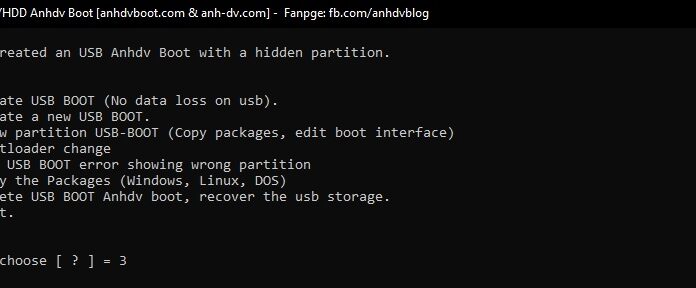 /HDD Anhdv Boot [anhdvboot.com & anh-dv.com] - Fanpge: fb.com/anhdvblog
reated an USB Anhdv Boot with a hidden partition.
ate USB BOOT (No data loss on usb).
ate a new USB BOOT.
w partition USB-BOOT (Copy packages, edit boot interface)
tloader change
USB BOOT error showing wrong partition
y the Packages (Windows, Linux, DOS)
ete USB BOOT Anhdv boot, recover the usb storage.
t.
choose [ ? ] = 3